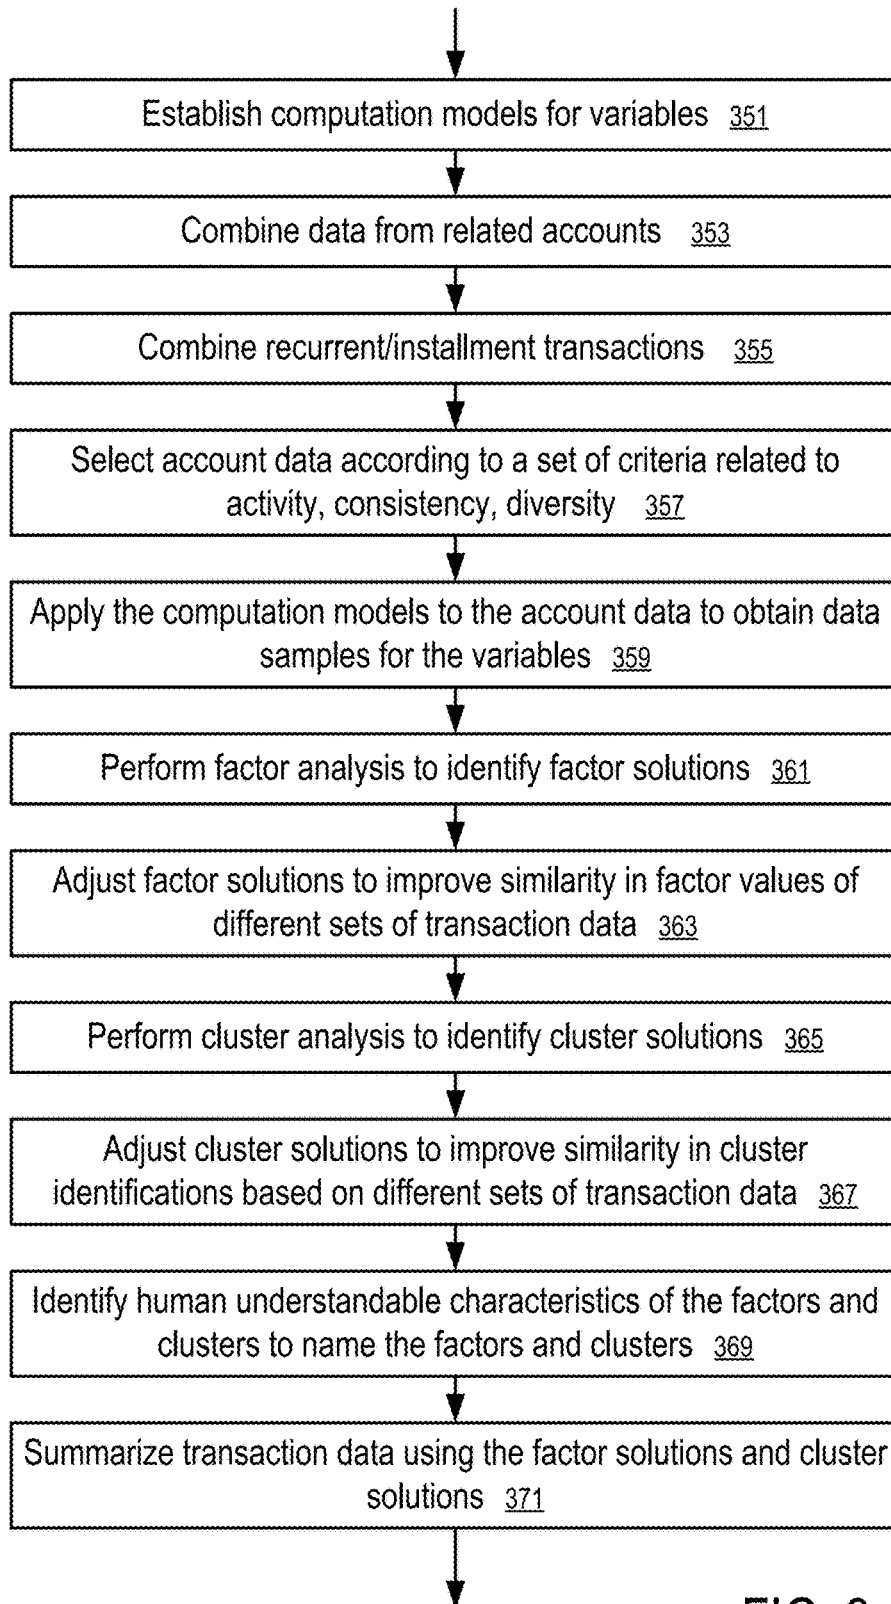 Establish computation models for variables 351
Combine data from related accounts 353
Combine recurrent/installment transactions 355
Select account data according to a set of criteria related to
activity, consistency, diversity 357
Apply the computation models to the account data to obtain data
samples for the variables 359
Perform factor analysis to identify factor solutions 361
Adjust factor solutions to improve similarity in factor values of
different sets of transaction data 363
Perform cluster analysis to identify cluster solutions 365
Adjust cluster solutions to improve similarity in cluster
identifications based on different sets of transaction data 367
Identify human understandable characteristics of the factors and
clusters to name the factors and clusters 369
Summarize transaction data using the factor solutions and cluster
solutions 371